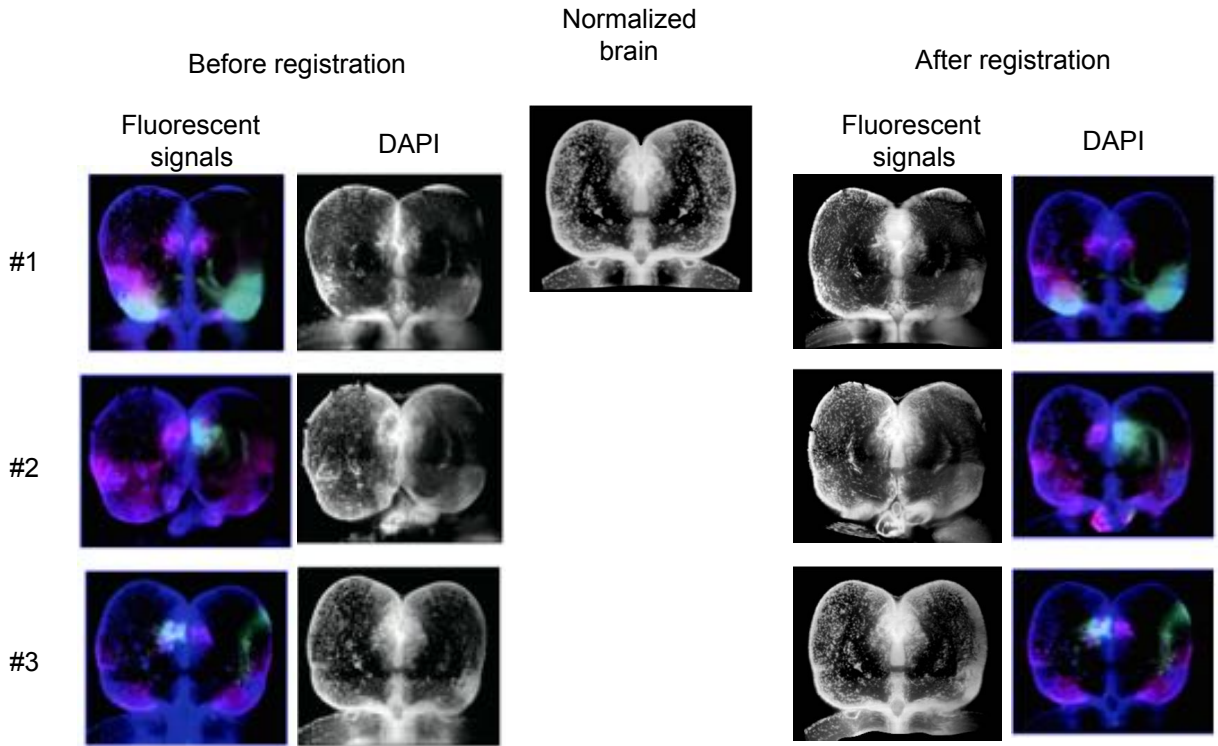 Normalized
brain
Before registration
After registration
Fluorescent
signals
DAPI
Fluorescent
signals
DAPI
#1
#2
#3